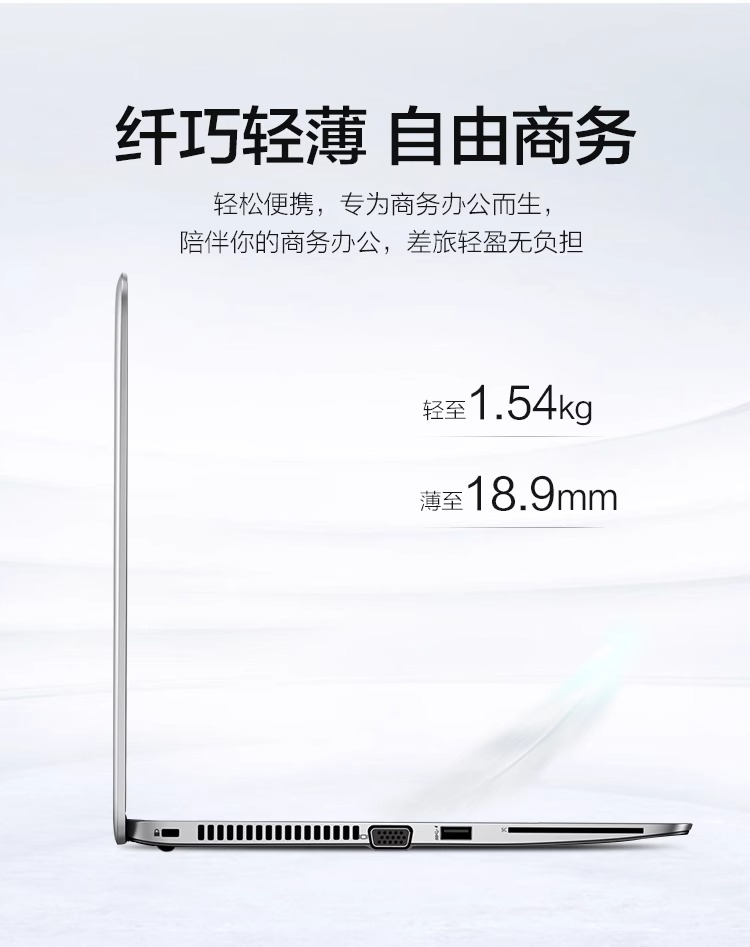 纤巧轻薄 自由商务
轻松便携，专为商务办公而生，
陪伴你的商务办公，差旅轻盈无负担
轻至1.54kg
薄至18.9mm